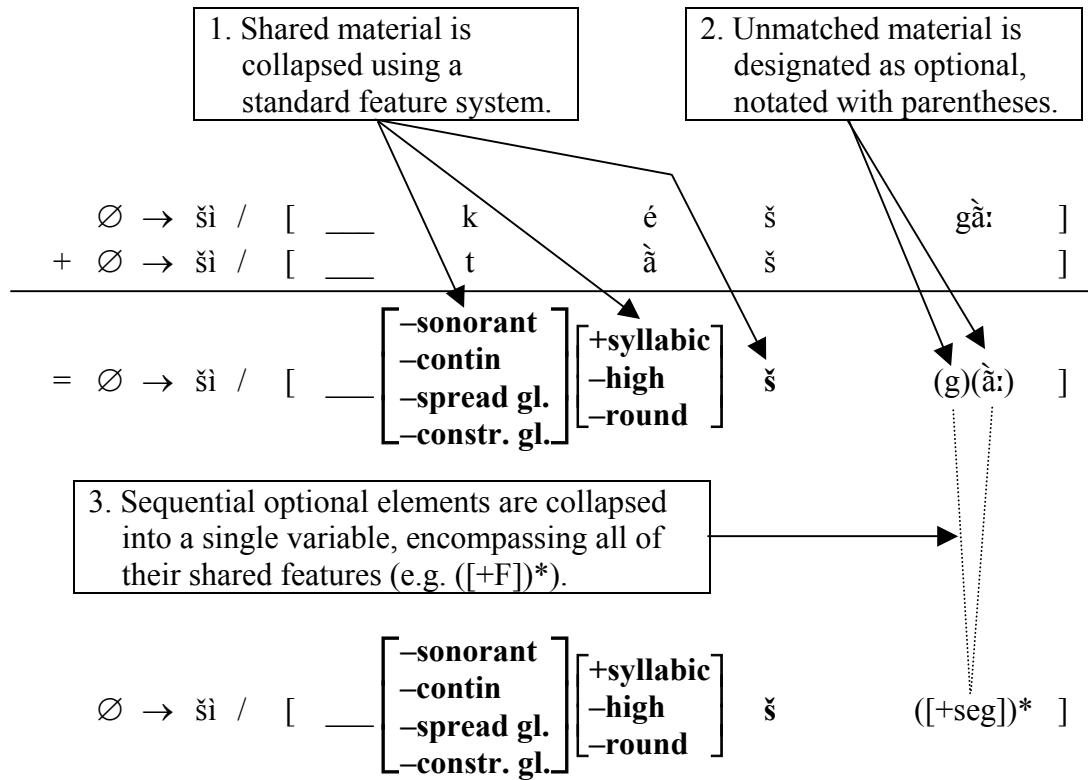 1. Shared material is
collapsed using a
standard feature system.
2. Unmatched material is
designated as optional,
notated with parentheses.
∅ → šì / [ ___ k é š gã̀ː ]
+ ∅ → šì / [ ___ t ã̀ š ]
= ∅ → šì / [ ___ [–sonorant –contin –spread gl. –constr. gl.] [+syllabic –high –round] š (g)(ã̀ː) ]
3. Sequential optional elements are collapsed
into a single variable, encompassing all of
their shared features (e.g. ([+F])*).
∅ → šì / [ ___ [–sonorant –contin –spread gl. –constr. gl.] [+syllabic –high –round] š ([+seg])* ]